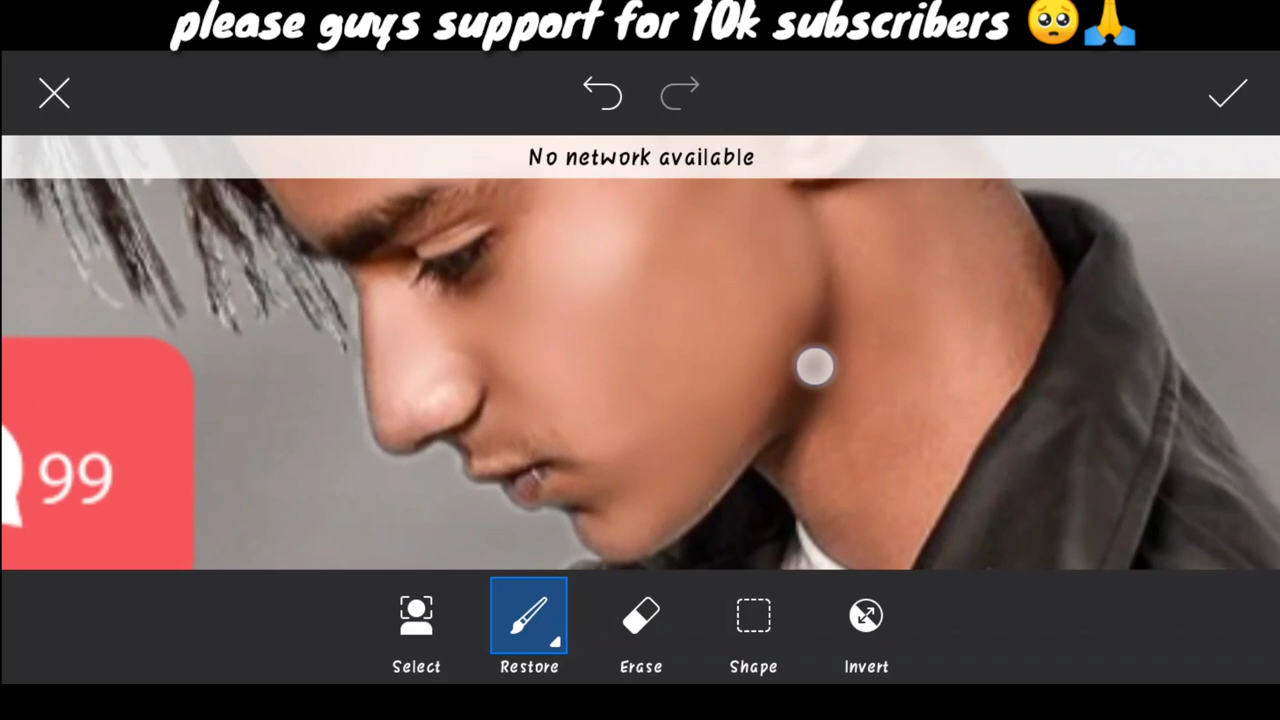 please guys support for 10k subscribers 🥺🙏
No network available
99
Select
Restore
Erase
Shape
Invert